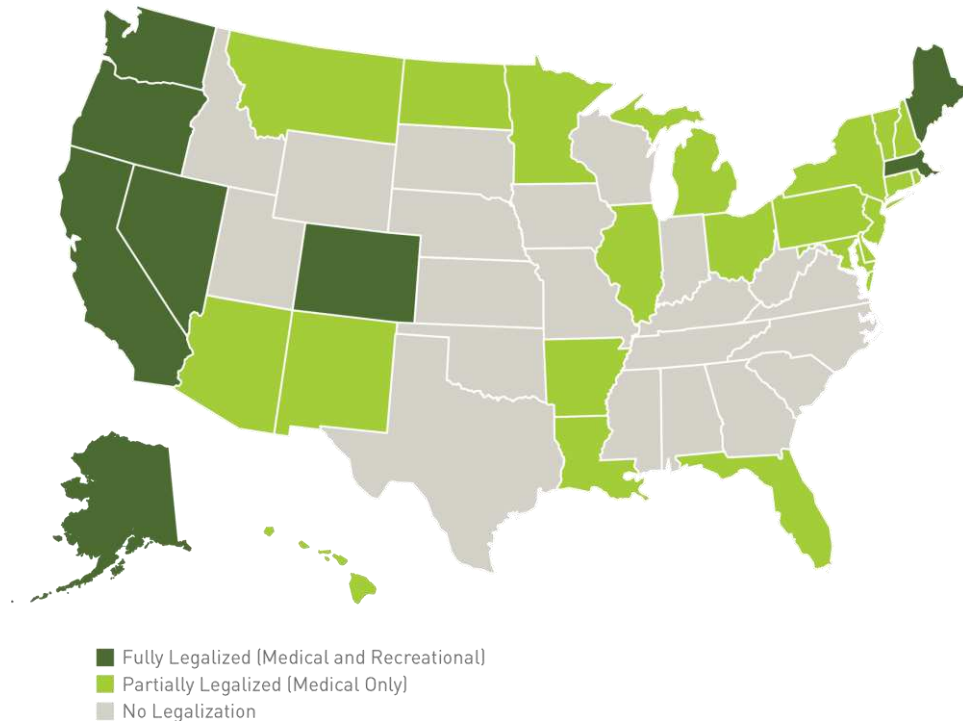 Fully Legalized (Medical and Recreational)
Partially Legalized (Medical Only)
No Legalization